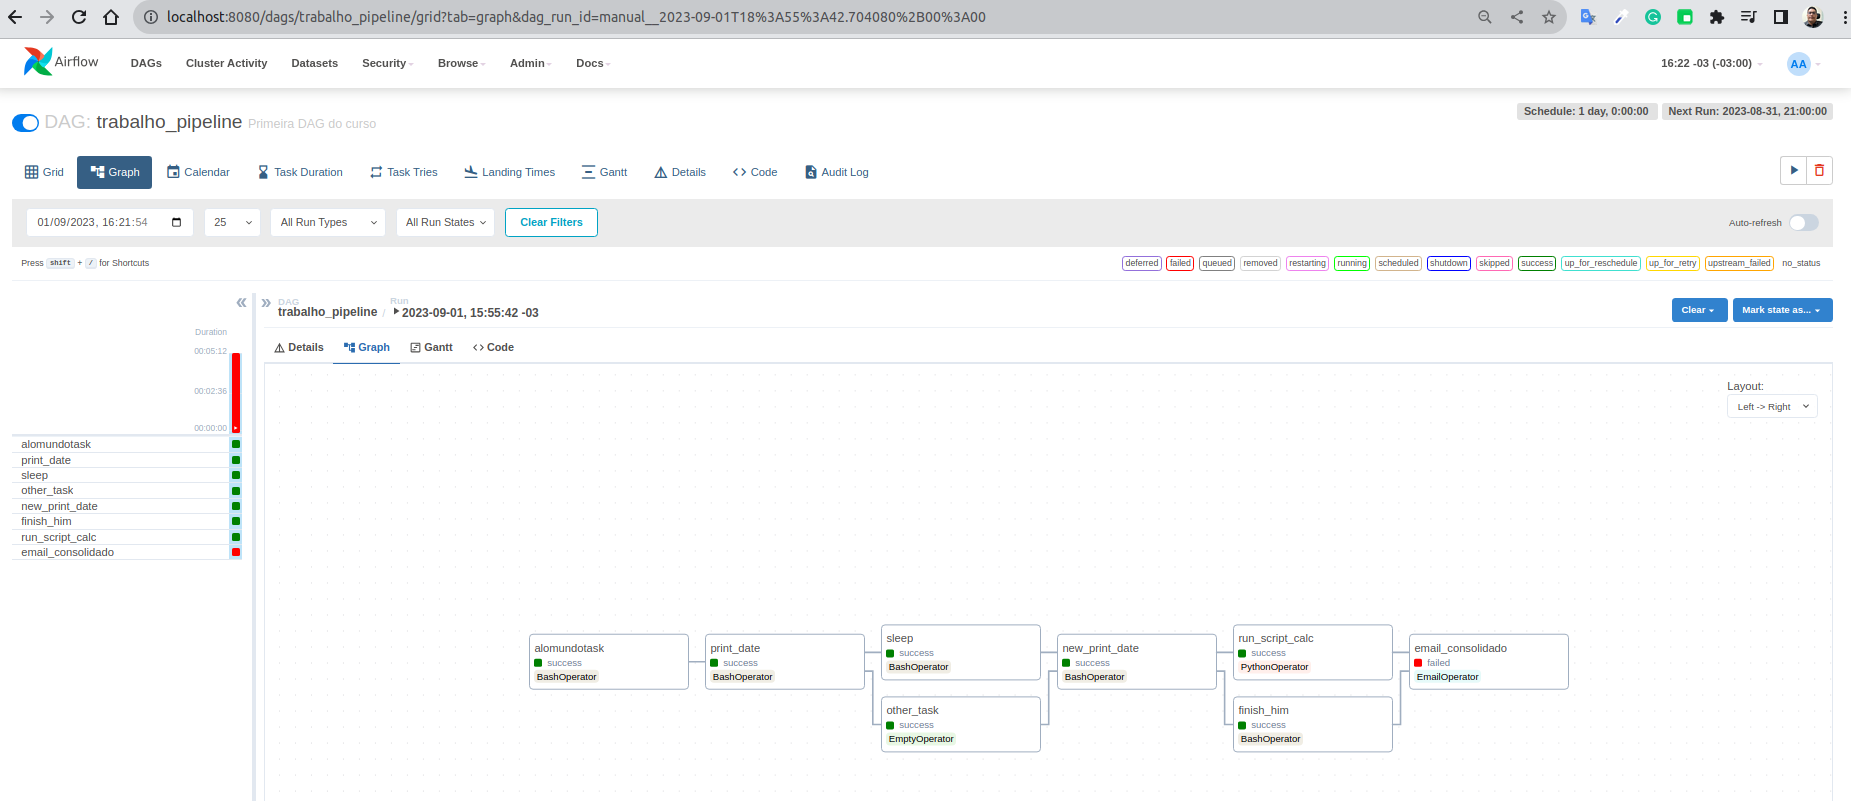 localhost:8080/dags/trabalho_pipeline/grid?tab=graph&dag_run_id=manual__2023-09-01T18%3A55%3A42.704080%2B00%3A00
Airflow DAGs Cluster Activity Datasets Security Browse Admin Docs 16:22 -03 (-03:00) AA
Schedule: 1 day, 0:00:00 Next Run: 2023-08-31, 21:00:00
DAG: trabalho_pipeline Primeira DAG do curso
Grid Graph Calendar Task Duration Task Tries Landing Times Gantt Details Code Audit Log
01/09/2023, 16:21:54 25 All Run Types All Run States Clear Filters Auto-refresh
Press shift + / for Shortcuts deferred failed queued removed restarting running scheduled shutdown skipped success up_for_reschedule up_for_retry upstream_failed no_status
DAG Run
trabalho_pipeline / 2023-09-01, 15:55:42 -03 Clear Mark state as...
Duration
00:05:12
00:02:36
00:00:00
alomundotask
print_date
sleep
other_task
new_print_date
finish_him
run_script_calc
email_consolidado
Details Graph Gantt Code
Layout:
Left -> Right
alomundotask
success
BashOperator
print_date
success
BashOperator
sleep
success
BashOperator
other_task
success
EmptyOperator
new_print_date
success
BashOperator
run_script_calc
success
PythonOperator
finish_him
success
BashOperator
email_consolidado
failed
EmailOperator